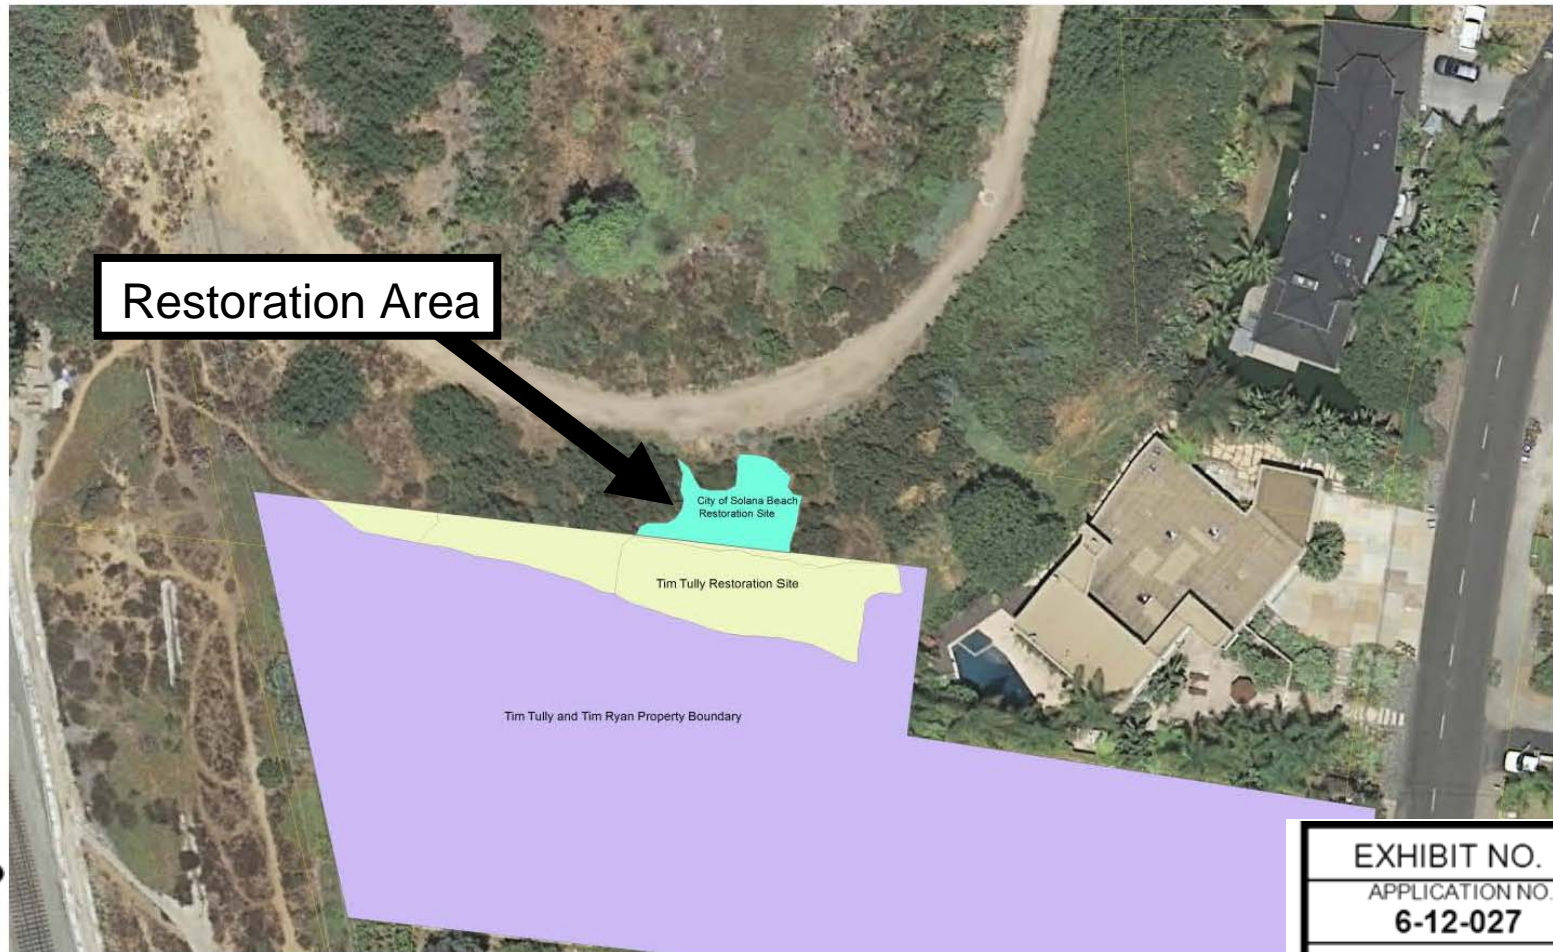 Restoration Area
City of Solana Beach
Restoration Site
Tim Tully Restoration Site
Tim Tully and Tim Ryan Property Boundary
EXHIBIT NO.
APPLICATION NO.
6-12-027